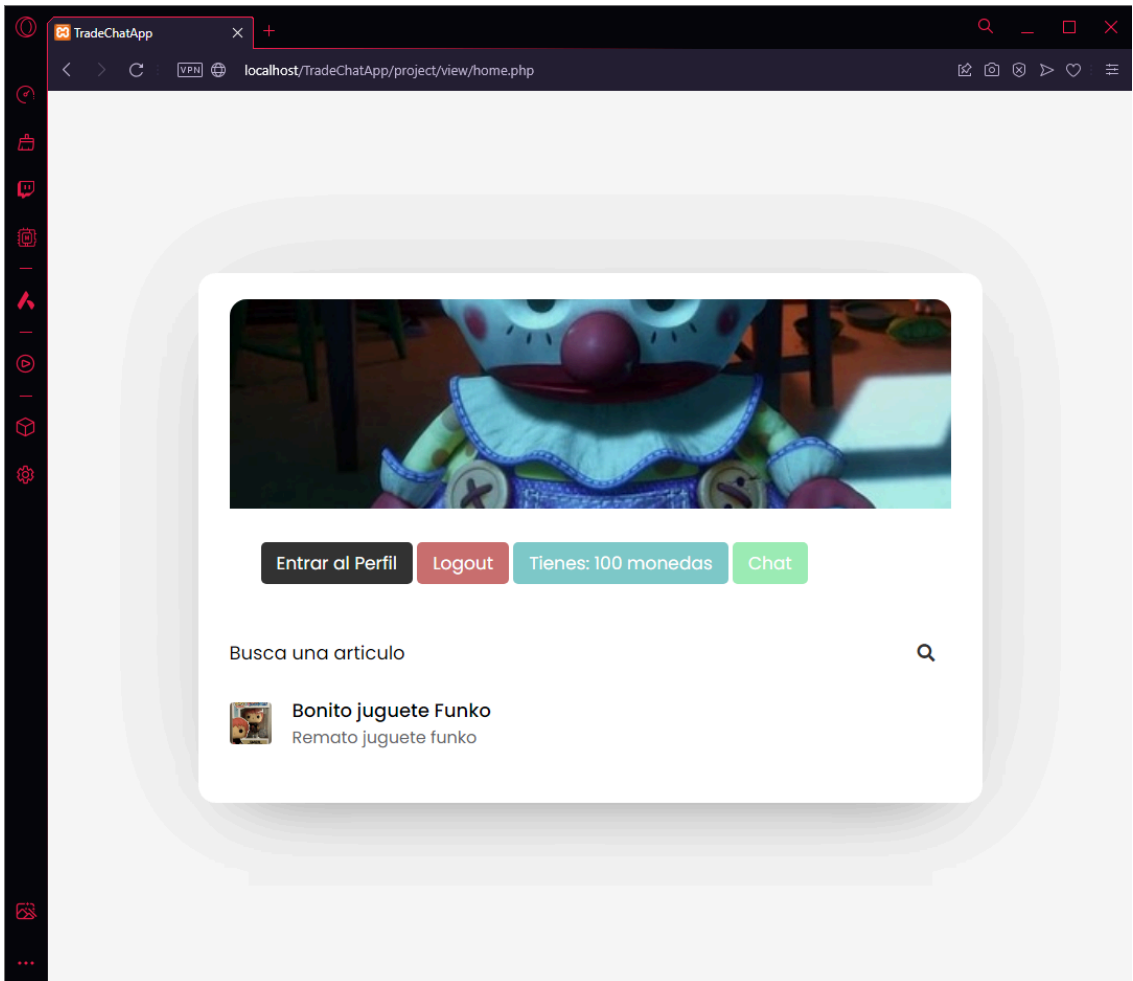 TradeChatApp
VPN
localhost/TradeChatApp/project/view/home.php
Entrar al Perfil
Logout
Tienes: 100 monedas
Chat
Busca una articulo
Bonito juguete Funko
Remato juguete funko